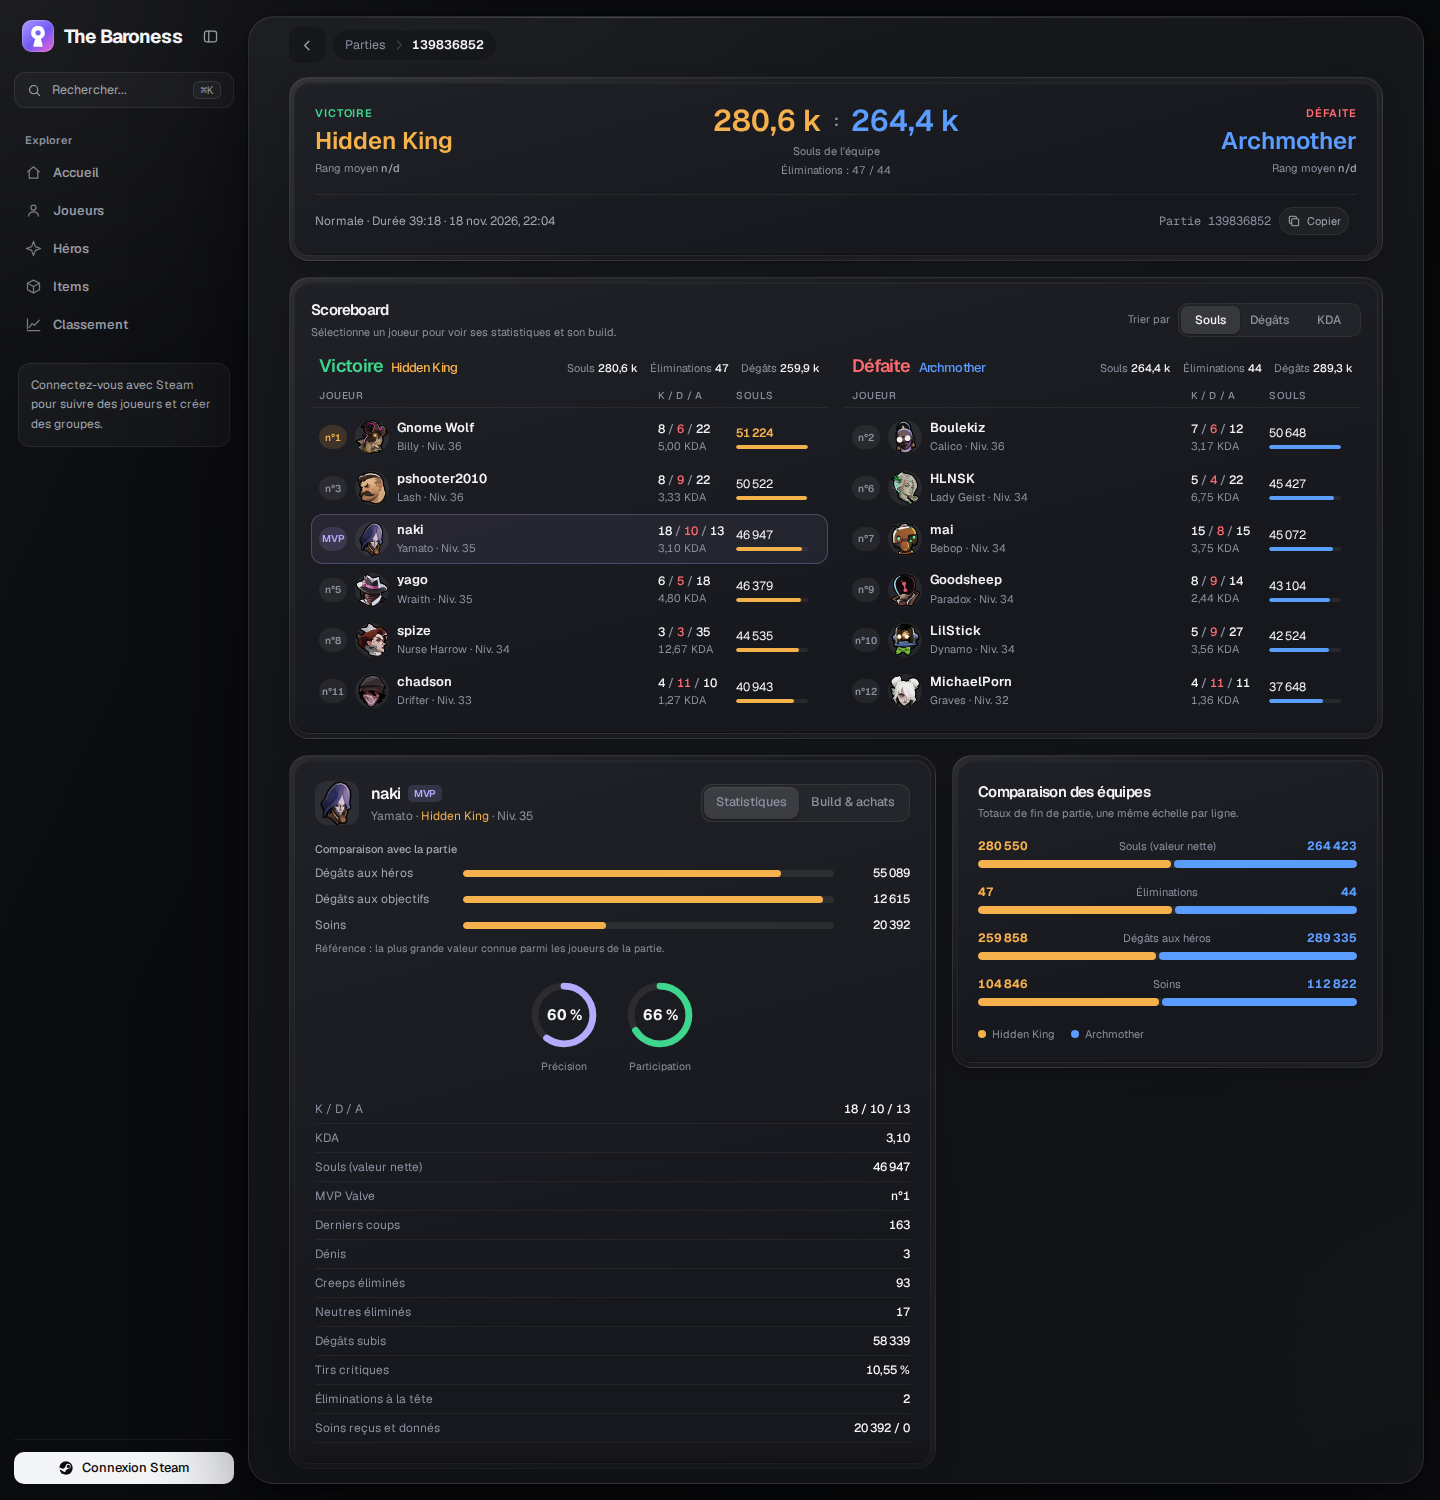 The Baroness
Rechercher... ⌘K
Explorer
Accueil
Joueurs
Héros
Items
Classement
Connectez-vous avec Steam
pour suivre des joueurs et créer
des groupes.
Connexion Steam
Parties 139836852
VICTOIRE
Hidden King
Rang moyen n/d
280,6 k : 264,4 k
Souls de l'équipe
Éliminations : 47 / 44
DÉFAITE
Archmother
Rang moyen n/d
Normale · Durée 39:18 · 18 nov. 2026, 22:04
Partie 139836852 Copier
Scoreboard
Sélectionne un joueur pour voir ses statistiques et son build.
Trier par Souls Dégâts KDA
Victoire Hidden King Souls 280,6 k Éliminations 47 Dégâts 259,9 k
JOUEUR K / D / A SOULS
n°1 Gnome Wolf 8 / 6 / 22 51 224
Billy · Niv. 36 5,00 KDA
n°3 pshooter2010 8 / 9 / 22 50 522
Lash · Niv. 36 3,33 KDA
MVP naki 18 / 10 / 13 46 947
Yamato · Niv. 35 3,10 KDA
n°5 yago 6 / 5 / 18 46 379
Wraith · Niv. 35 4,80 KDA
n°8 spize 3 / 3 / 35 44 535
Nurse Harrow · Niv. 34 12,67 KDA
n°11 chadson 4 / 11 / 10 40 943
Drifter · Niv. 33 1,27 KDA
Défaite Archmother Souls 264,4 k Éliminations 44 Dégâts 289,3 k
JOUEUR K / D / A SOULS
n°2 Boulekiz 7 / 6 / 12 50 648
Calico · Niv. 36 3,17 KDA
n°6 HLNSK 5 / 4 / 22 45 427
Lady Geist · Niv. 34 6,75 KDA
n°7 mai 15 / 8 / 15 45 072
Bebop · Niv. 34 3,75 KDA
n°9 Goodsheep 8 / 9 / 14 43 104
Paradox · Niv. 34 2,44 KDA
n°10 LilStick 5 / 9 / 27 42 524
Dynamo · Niv. 34 3,56 KDA
n°12 MichaelPorn 4 / 11 / 11 37 648
Graves · Niv. 32 1,36 KDA
naki MVP
Yamato · Hidden King · Niv. 35
Statistiques Build & achats
Comparaison avec la partie
Dégâts aux héros 55 089
Dégâts aux objectifs 12 615
Soins 20 392
Référence : la plus grande valeur connue parmi les joueurs de la partie.
60 % 66 %
Précision Participation
K / D / A 18 / 10 / 13
KDA 3,10
Souls (valeur nette) 46 947
MVP Valve n°1
Derniers coups 163
Dénis 3
Creeps éliminés 93
Neutres éliminés 17
Dégâts subis 58 339
Tirs critiques 10,55 %
Éliminations à la tête 2
Soins reçus et donnés 20 392 / 0
Comparaison des équipes
Totaux de fin de partie, une même échelle par ligne.
280 550 Souls (valeur nette) 264 423
47 Éliminations 44
259 858 Dégâts aux héros 289 335
104 846 Soins 112 822
Hidden King Archmother